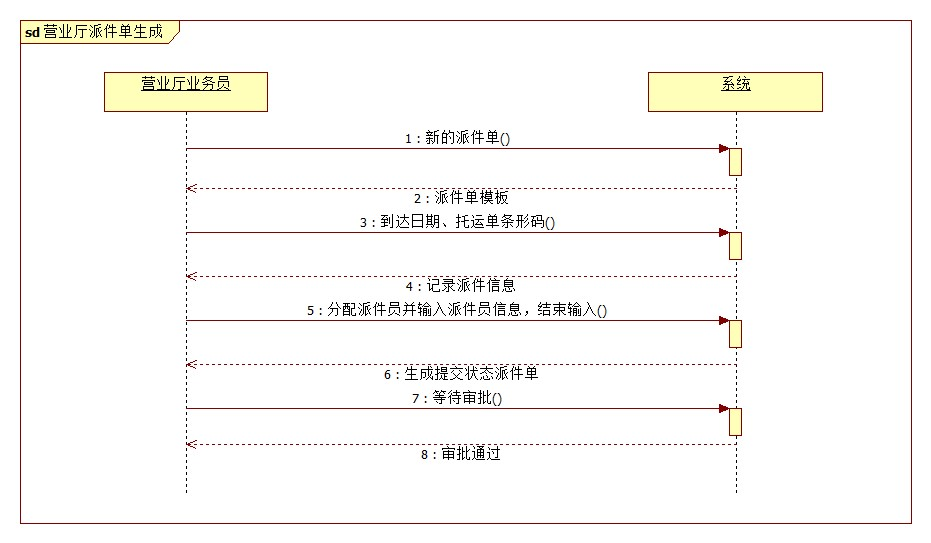 sd 营业厅派件单生成
营业厅业务员
系统
1 : 新的派件单()
2 : 派件单模板
3 : 到达日期、托运单条形码()
4 : 记录派件信息
5 : 分配派件员并输入派件员信息，结束输入()
6 : 生成提交状态派件单
7 : 等待审批()
8 : 审批通过